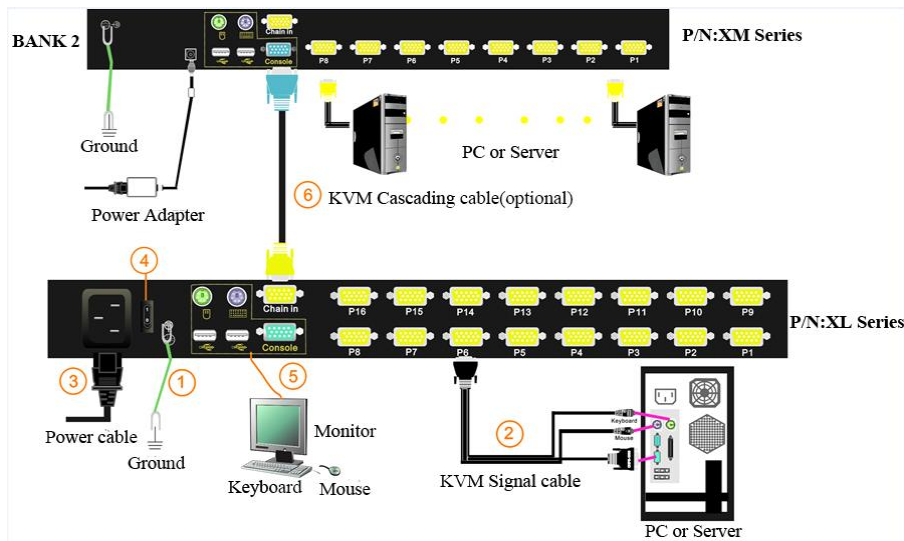 BANK 2
Chain in
Console
P8 P7 P6 P5 P4 P3 P2 P1
P/N:XM Series
Ground
Power Adapter
PC or Server
6 KVM Cascading cable(optional)
4
Chain in
Console
P16 P15 P14 P13 P12 P11 P10 P9
P8 P7 P6 P5 P4 P3 P2 P1
P/N:XL Series
3
1
5
2
Keyboard
Mouse
Power cable
Ground
Monitor
Keyboard
Mouse
KVM Signal cable
PC or Server